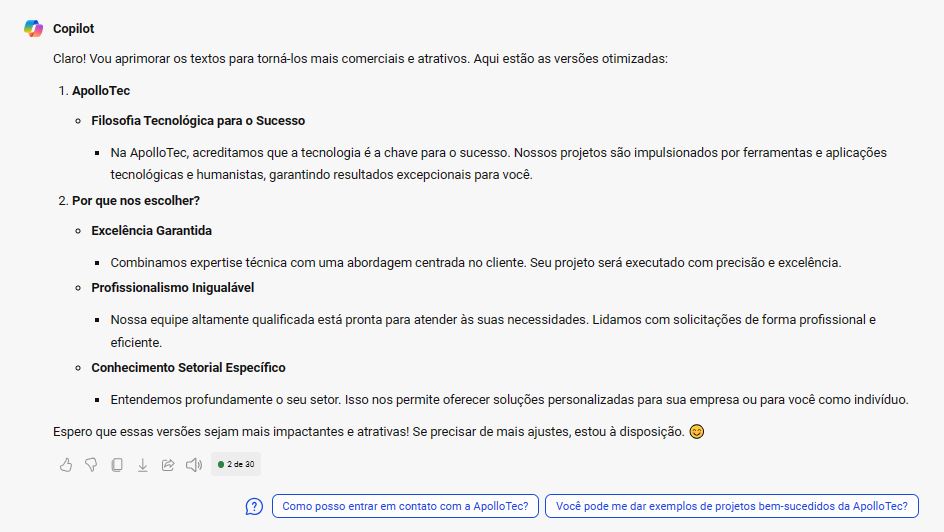 Copilot
Claro! Vou aprimorar os textos para torná-los mais comerciais e atrativos. Aqui estão as versões otimizadas:
1. ApolloTec
Filosofia Tecnológica para o Sucesso
Na ApolloTec, acreditamos que a tecnologia é a chave para o sucesso. Nossos projetos são impulsionados por ferramentas e aplicações
tecnológicas e humanistas, garantindo resultados excepcionais para você.
2. Por que nos escolher?
Excelência Garantida
Combinamos expertise técnica com uma abordagem centrada no cliente. Seu projeto será executado com precisão e excelência.
Profissionalismo Inigualável
Nossa equipe altamente qualificada está pronta para atender às suas necessidades. Lidamos com solicitações de forma profissional e
eficiente.
Conhecimento Setorial Específico
Entendemos profundamente o seu setor. Isso nos permite oferecer soluções personalizadas para sua empresa ou para você como indivíduo.
Espero que essas versões sejam mais impactantes e atrativas! Se precisar de mais ajustes, estou à disposição. 😊
2 de 30
Como posso entrar em contato com a ApolloTec?
Você pode me dar exemplos de projetos bem-sucedidos da ApolloTec?